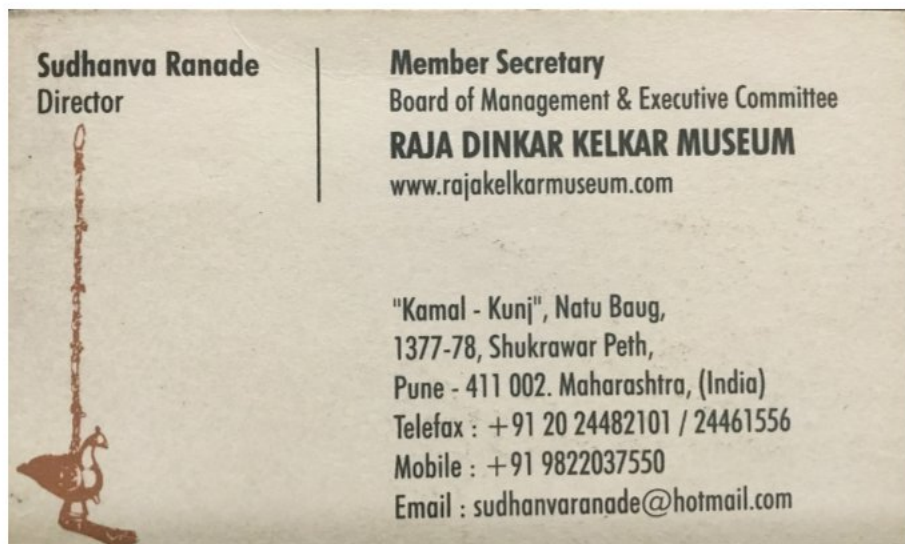 Sudhanva Ranade
Director
Member Secretary
Board of Management & Executive Committee
RAJA DINKAR KELKAR MUSEUM
www.rajakelkarmuseum.com
"Kamal - Kunj", Natu Baug,
1377-78, Shukrawar Peth,
Pune - 411 002. Maharashtra, (India)
Telefax : +91 20 24482101 / 24461556
Mobile : +91 9822037550
Email : sudhanvaranade@hotmail.com